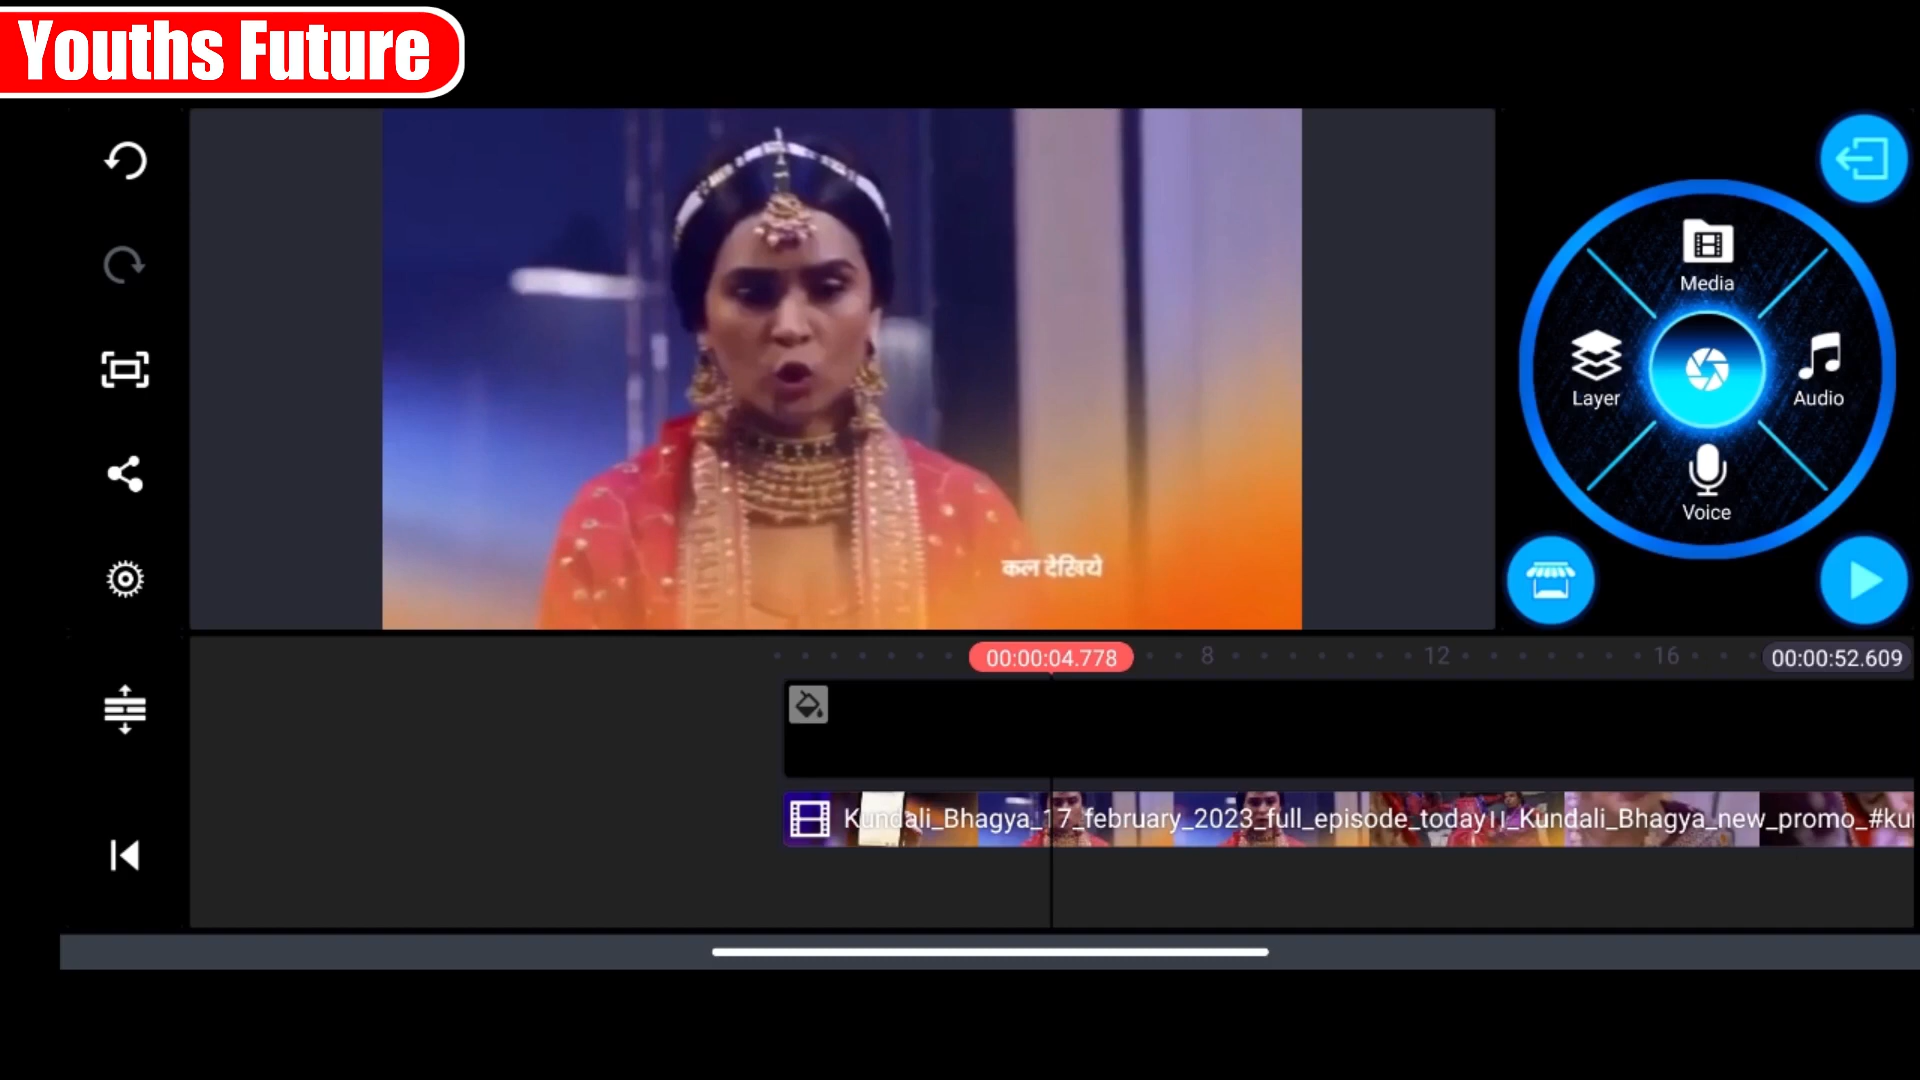 Youths Future
Media
Layer
Audio
Voice
कल देखिये
00:00:04.778
8
12
16
00:00:52.609
Kundali_Bhagya_17_february_2023_full_episode_today।।_Kundali_Bhagya_new_promo_#ku